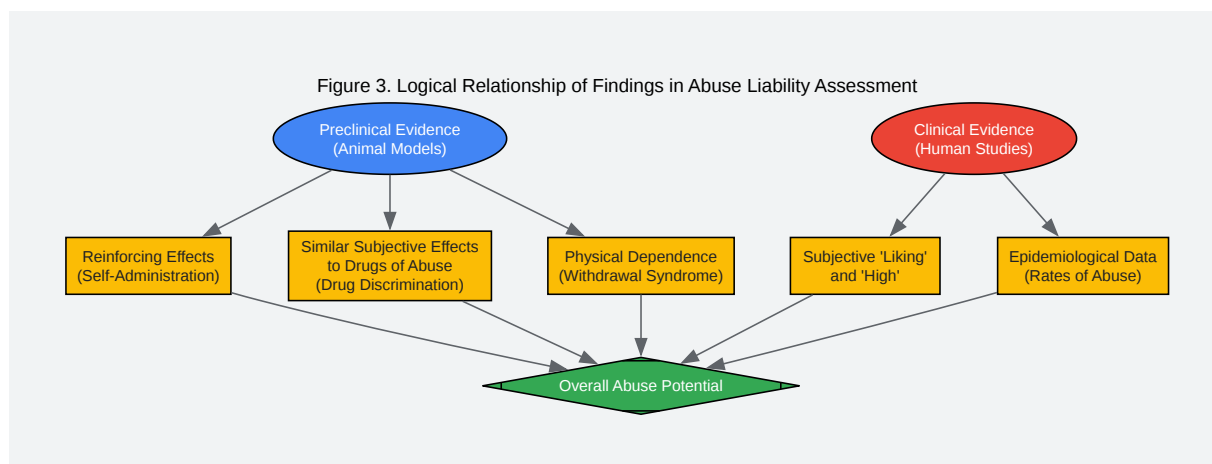 Figure 3. Logical Relationship of Findings in Abuse Liability Assessment
Preclinical Evidence
(Animal Models)
Clinical Evidence
(Human Studies)
Reinforcing Effects
(Self-Administration)
Similar Subjective Effects
to Drugs of Abuse
(Drug Discrimination)
Physical Dependence
(Withdrawal Syndrome)
Subjective 'Liking'
and 'High'
Epidemiological Data
(Rates of Abuse)
Overall Abuse Potential